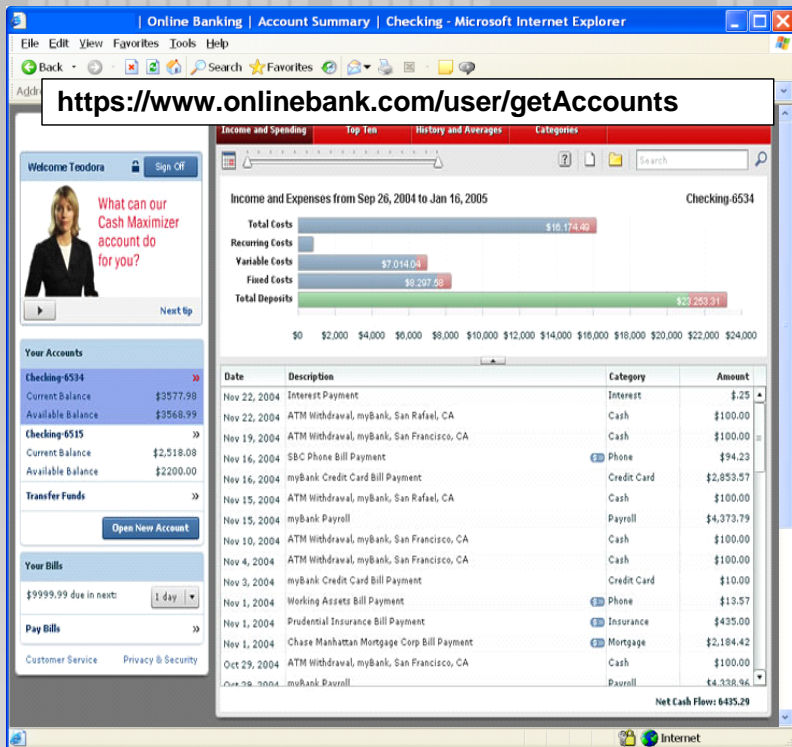 | Online Banking | Account Summary | Checking - Microsoft Internet Explorer
File Edit View Favorites Tools Help
Back Search Favorites
https://www.onlinebank.com/user/getAccounts
Income and Spending Top Ten History and Averages Categories
Welcome Teodora Sign Off
? Search
What can our
Cash Maximizer
account do
for you?
Next tip
Income and Expenses from Sep 26, 2004 to Jan 16, 2005 Checking-6534
Total Costs $16.174.49
Recurring Costs
Variable Costs $7.014.04
Fixed Costs $8.297.58
Total Deposits $23.253.31
$0 $2,000 $4,000 $6,000 $8,000 $10,000 $12,000 $14,000 $16,000 $18,000 $20,000 $22,000 $24,000
Your Accounts
Checking-6534 »
Current Balance $3577.98
Available Balance $3568.99
Checking-6515 »
Current Balance $2,518.08
Available Balance $2200.00
Transfer Funds »
Open New Account
Your Bills
$9999.99 due in next: 1 day
Pay Bills »
Customer Service Privacy & Security
Date Description Category Amount
Nov 22, 2004 Interest Payment Interest $.25
Nov 22, 2004 ATM Withdrawal, myBank, San Rafael, CA Cash $100.00
Nov 19, 2004 ATM Withdrawal, myBank, San Francisco, CA Cash $100.00
Nov 16, 2004 SBC Phone Bill Payment Phone $94.23
Nov 16, 2004 myBank Credit Card Bill Payment Credit Card $2,853.57
Nov 15, 2004 ATM Withdrawal, myBank, San Rafael, CA Cash $100.00
Nov 15, 2004 myBank Payroll Payroll $4,373.79
Nov 10, 2004 ATM Withdrawal, myBank, San Francisco, CA Cash $100.00
Nov 4, 2004 ATM Withdrawal, myBank, San Francisco, CA Cash $100.00
Nov 3, 2004 myBank Credit Card Bill Payment Credit Card $10.00
Nov 1, 2004 Working Assets Bill Payment Phone $13.57
Nov 1, 2004 Prudential Insurance Bill Payment Insurance $435.00
Nov 1, 2004 Chase Manhattan Mortgage Corp Bill Payment Mortgage $2,184.42
Oct 29, 2004 ATM Withdrawal, myBank, San Francisco, CA Cash $100.00
Oct 29, 2004 myBank Payroll Payroll $4,338.96
Net Cash Flow: 6435.29
Internet